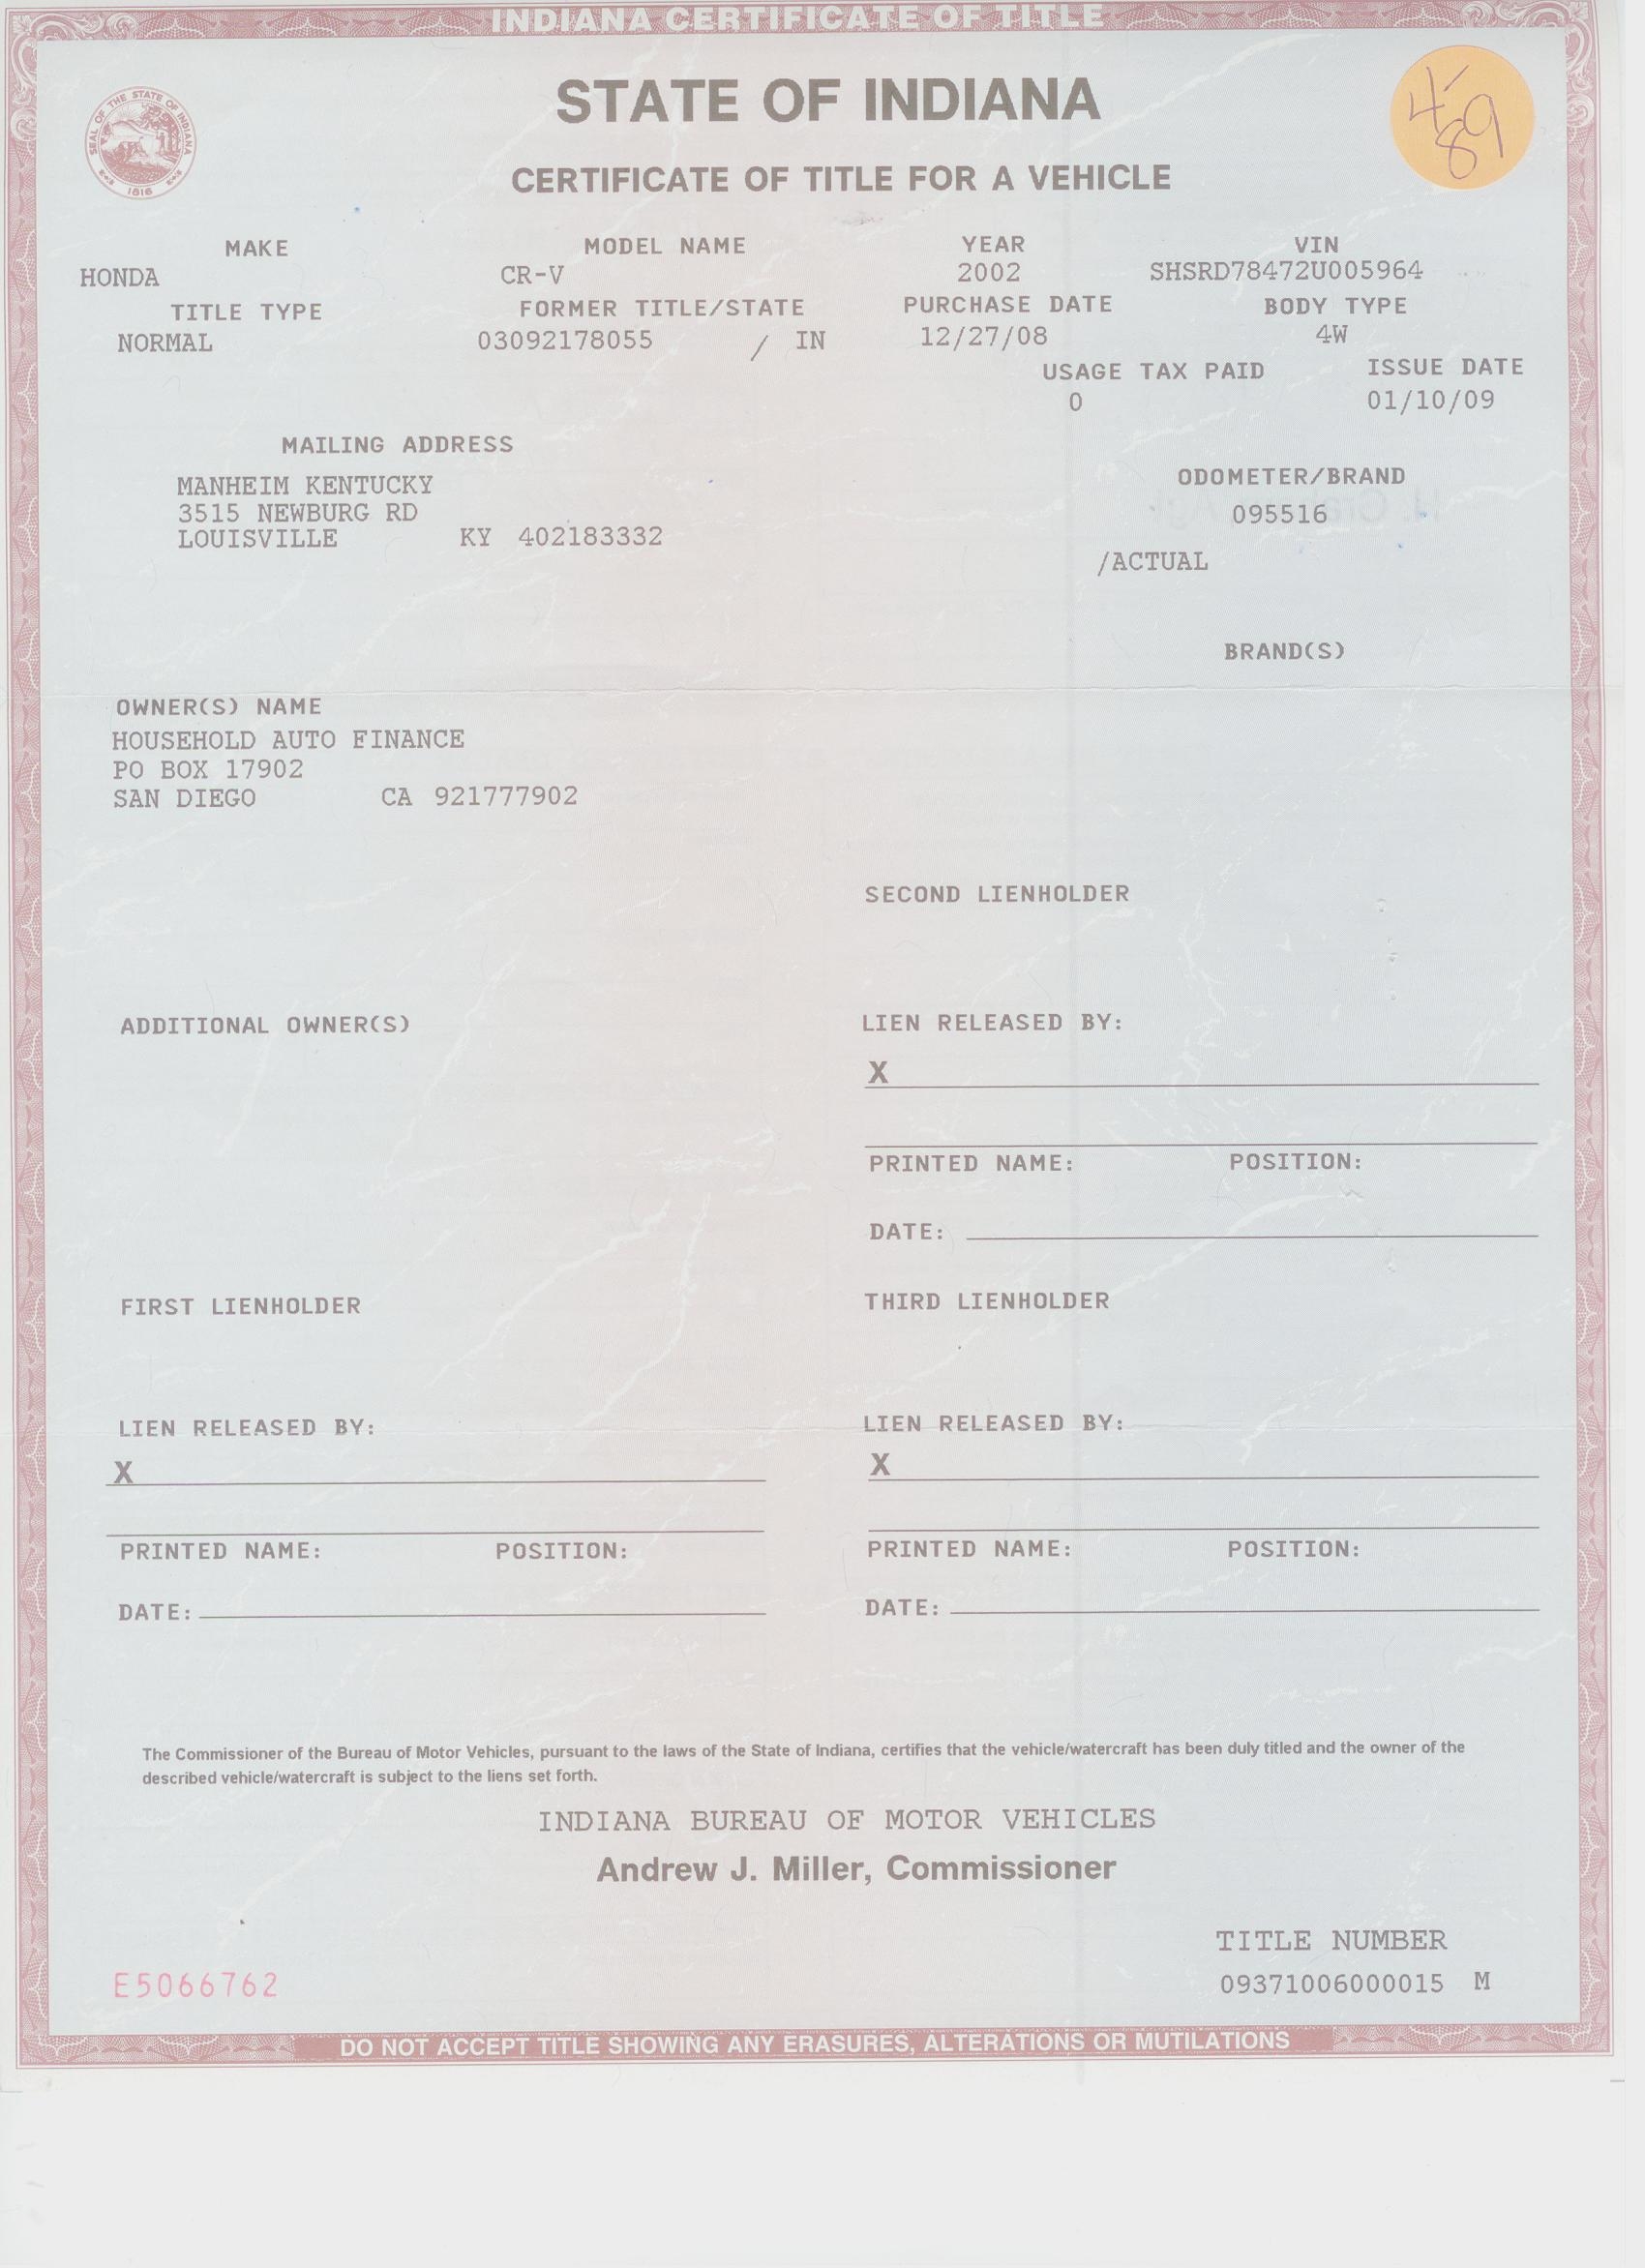 INDIANA CERTIFICATE OF TITLE
STATE OF INDIANA
CERTIFICATE OF TITLE FOR A VEHICLE
SEAL OF THE STATE OF INDIANA
1816
4-
89
MAKE MODEL NAME YEAR VIN
HONDA CR-V 2002 SHSRD78472U005964
TITLE TYPE FORMER TITLE/STATE PURCHASE DATE BODY TYPE
NORMAL 03092178055 / IN 12/27/08 4W
USAGE TAX PAID ISSUE DATE
0 01/10/09
MAILING ADDRESS
MANHEIM KENTUCKY
3515 NEWBURG RD
LOUISVILLE KY 402183332
ODOMETER/BRAND
095516
/ACTUAL
BRAND(S)
OWNER(S) NAME
HOUSEHOLD AUTO FINANCE
PO BOX 17902
SAN DIEGO CA 921777902
SECOND LIENHOLDER
ADDITIONAL OWNER(S)
LIEN RELEASED BY:
X
PRINTED NAME: POSITION:
DATE:
FIRST LIENHOLDER
THIRD LIENHOLDER
LIEN RELEASED BY:
LIEN RELEASED BY:
X
X
PRINTED NAME: POSITION:
PRINTED NAME: POSITION:
DATE:
DATE:
The Commissioner of the Bureau of Motor Vehicles, pursuant to the laws of the State of Indiana, certifies that the vehicle/watercraft has been duly titled and the owner of the
described vehicle/watercraft is subject to the liens set forth.
INDIANA BUREAU OF MOTOR VEHICLES
Andrew J. Miller, Commissioner
TITLE NUMBER
E5066762
09371006000015 M
DO NOT ACCEPT TITLE SHOWING ANY ERASURES, ALTERATIONS OR MUTILATIONS